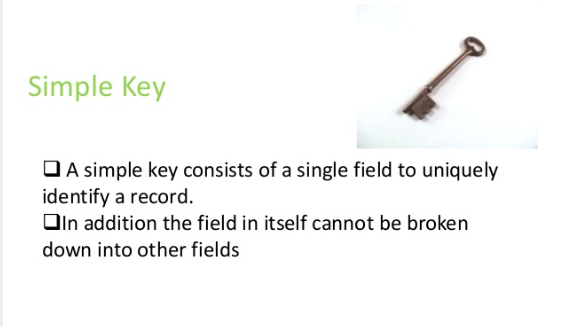 Simple Key
❑ A simple key consists of a single field to uniquely
identify a record.
❑In addition the field in itself cannot be broken
down into other fields